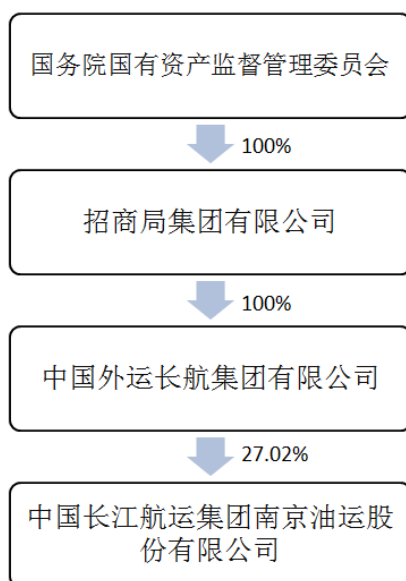 国务院国有资产监督管理委员会
100%
招商局集团有限公司
100%
中国外运长航集团有限公司
27.02%
中国长江航运集团南京油运股
份有限公司